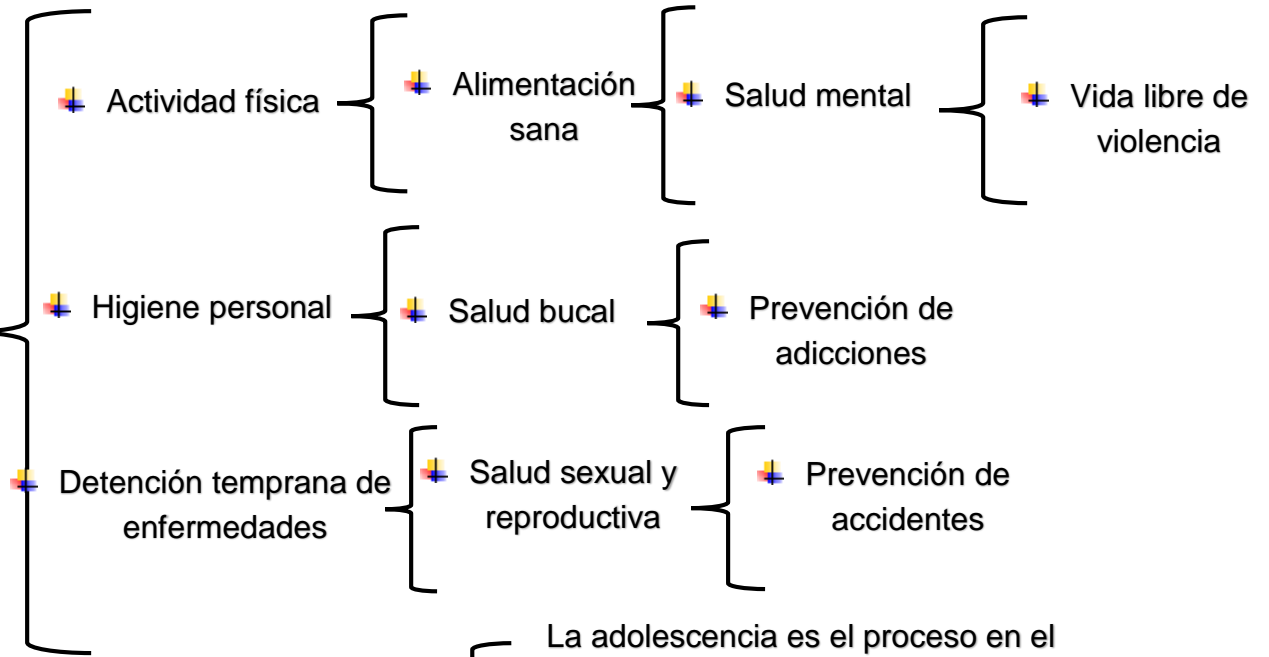 Actividad física
Alimentación
sana
Salud mental
Vida libre de
violencia
Higiene personal
Salud bucal
Prevención de
adicciones
Detención temprana de
enfermedades
Salud sexual y
reproductiva
Prevención de
accidentes
La adolescencia es el proceso en el